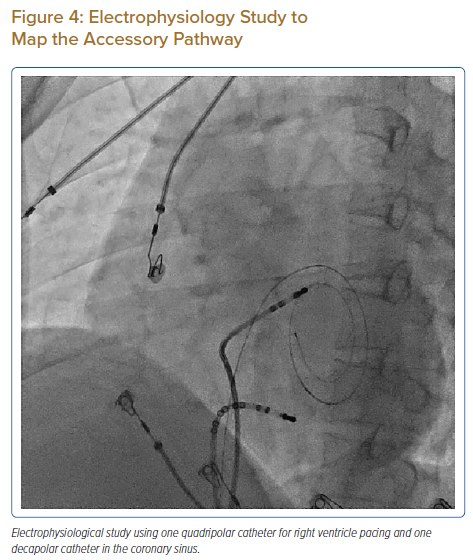 Figure 4: Electrophysiology Study to
Map the Accessory Pathway
Electrophysiological study using one quadripolar catheter for right ventricle pacing and one
decapolar catheter in the coronary sinus.